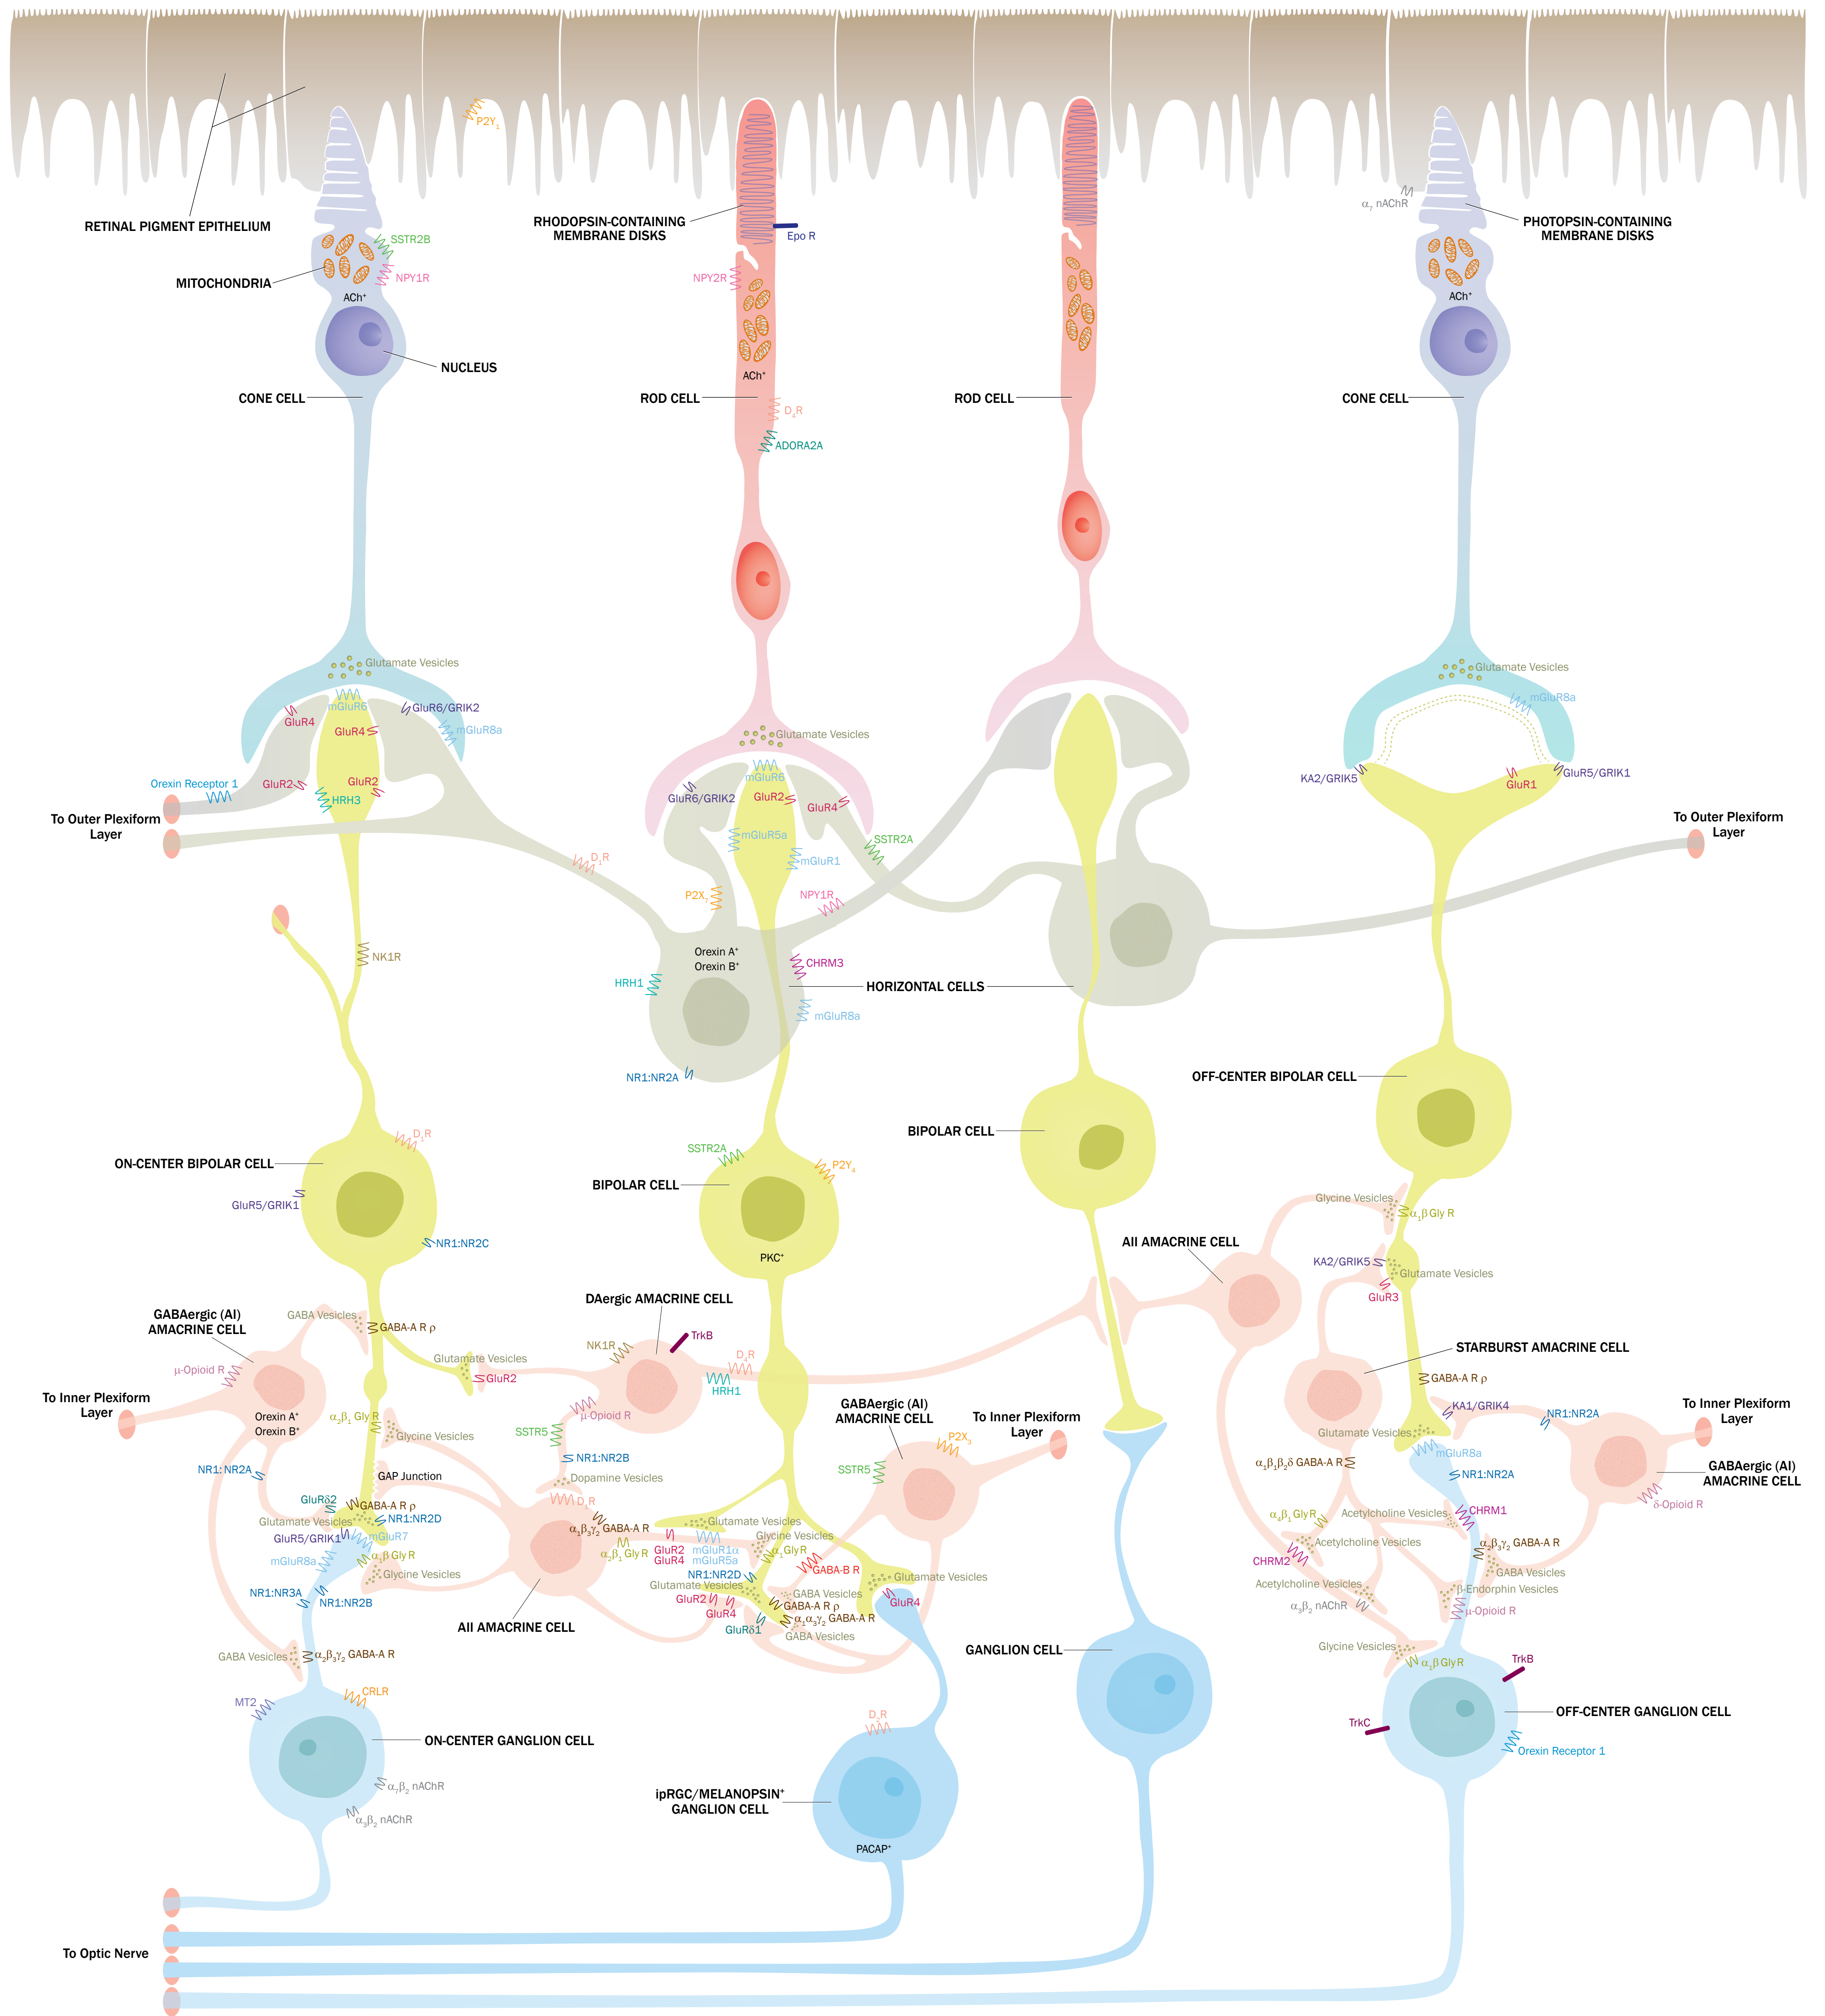 P2Y1
RETINAL PIGMENT EPITHELIUM
MITOCHONDRIA
SSTR2B
NPY1R
ACh+
NUCLEUS
CONE CELL
RHODOPSIN-CONTAINING
MEMBRANE DISKS
Epo R
NPY2R
ACh+
ROD CELL
D4R
ADORA2A
ROD CELL
α7 nAChR
PHOTOPSIN-CONTAINING
MEMBRANE DISKS
ACh+
CONE CELL
Glutamate Vesicles
mGluR6
GluR4
GluR4
GluR6/GRIK2
mGluR8a
Orexin Receptor 1
GluR2
GluR2
HRH3
To Outer Plexiform
Layer
D1R
NK1R
Glutamate Vesicles
mGluR6
GluR6/GRIK2
GluR2
GluR4
mGluR5a
mGluR1
SSTR2A
P2X7
NPY1R
Orexin A+
Orexin B+
CHRM3
HRH1
HORIZONTAL CELLS
mGluR8a
NR1:NR2A
Glutamate Vesicles
mGluR8a
KA2/GRIK5
GluR1
GluR5/GRIK1
To Outer Plexiform
Layer
OFF-CENTER BIPOLAR CELL
BIPOLAR CELL
D1R
ON-CENTER BIPOLAR CELL
GluR5/GRIK1
NR1:NR2C
SSTR2A
P2Y4
BIPOLAR CELL
PKC+
Glycine Vesicles
α1β Gly R
AII AMACRINE CELL
KA2/GRIK5
Glutamate Vesicles
GluR3
GABAergic (AI)
AMACRINE CELL
GABA Vesicles
GABA-A R ρ
μ-Opioid R
Glutamate Vesicles
GluR2
To Inner Plexiform
Layer
Orexin A+
Orexin B+
α2β1 Gly R
Glycine Vesicles
GAP Junction
NR1: NR2A
GluRδ2
GABA-A R ρ
Glutamate Vesicles
NR1:NR2D
GluR5/GRIK1
mGluR7
mGluR8a
α1β Gly R
Glycine Vesicles
NR1:NR3A
NR1:NR2B
GABA Vesicles
α2β3γ2 GABA-A R
MT2
CRLR
ON-CENTER GANGLION CELL
α7β2 nAChR
α3β2 nAChR
DAergic AMACRINE CELL
TrkB
NK1R
D4R
HRH1
μ-Opioid R
SSTR5
NR1:NR2B
Dopamine Vesicles
D1R
α1β3γ2 GABA-A R
α2β1 Gly R
AII AMACRINE CELL
GABAergic (AI)
AMACRINE CELL
To Inner Plexiform
Layer
P2X3
SSTR5
Glutamate Vesicles
GluR2
GluR4
mGluR1α
mGluR5a
Glycine Vesicles
α1GlyR
GABA-B R
NR1:NR2D
Glutamate Vesicles
Glutamate Vesicles
GluR2
GluR4
GABA Vesicles
GABA-A R ρ
GluR4
GluRδ1
α1α3γ2 GABA-A R
GABA Vesicles
D2R
ipRGC/MELANOPSIN+
GANGLION CELL
PACAP+
GANGLION CELL
STARBURST AMACRINE CELL
GABA-A R ρ
KA1/GRIK4
NR1:NR2A
To Inner Plexiform
Layer
Glutamate Vesicles
mGluR8a
α1β1β2δ GABA-A R
NR1:NR2A
GABAergic (AI)
AMACRINE CELL
δ-Opioid R
α4β1 GlyR
Acetylcholine Vesicles
CHRM1
Acetylcholine Vesicles
α2β3γ2 GABA-A R
CHRM2
GABA Vesicles
Acetylcholine Vesicles
β-Endorphin Vesicles
α3β2 nAChR
μ-Opioid R
Glycine Vesicles
α1β GlyR
TrkB
TrkC
OFF-CENTER GANGLION CELL
Orexin Receptor 1
To Optic Nerve